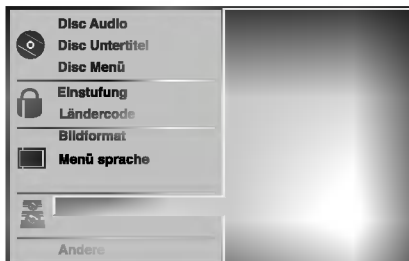 Disc Audio
Disc Untertitel
Disc Menü
Einstufung
Ländercode
Bildformat
Menü sprache
Andere